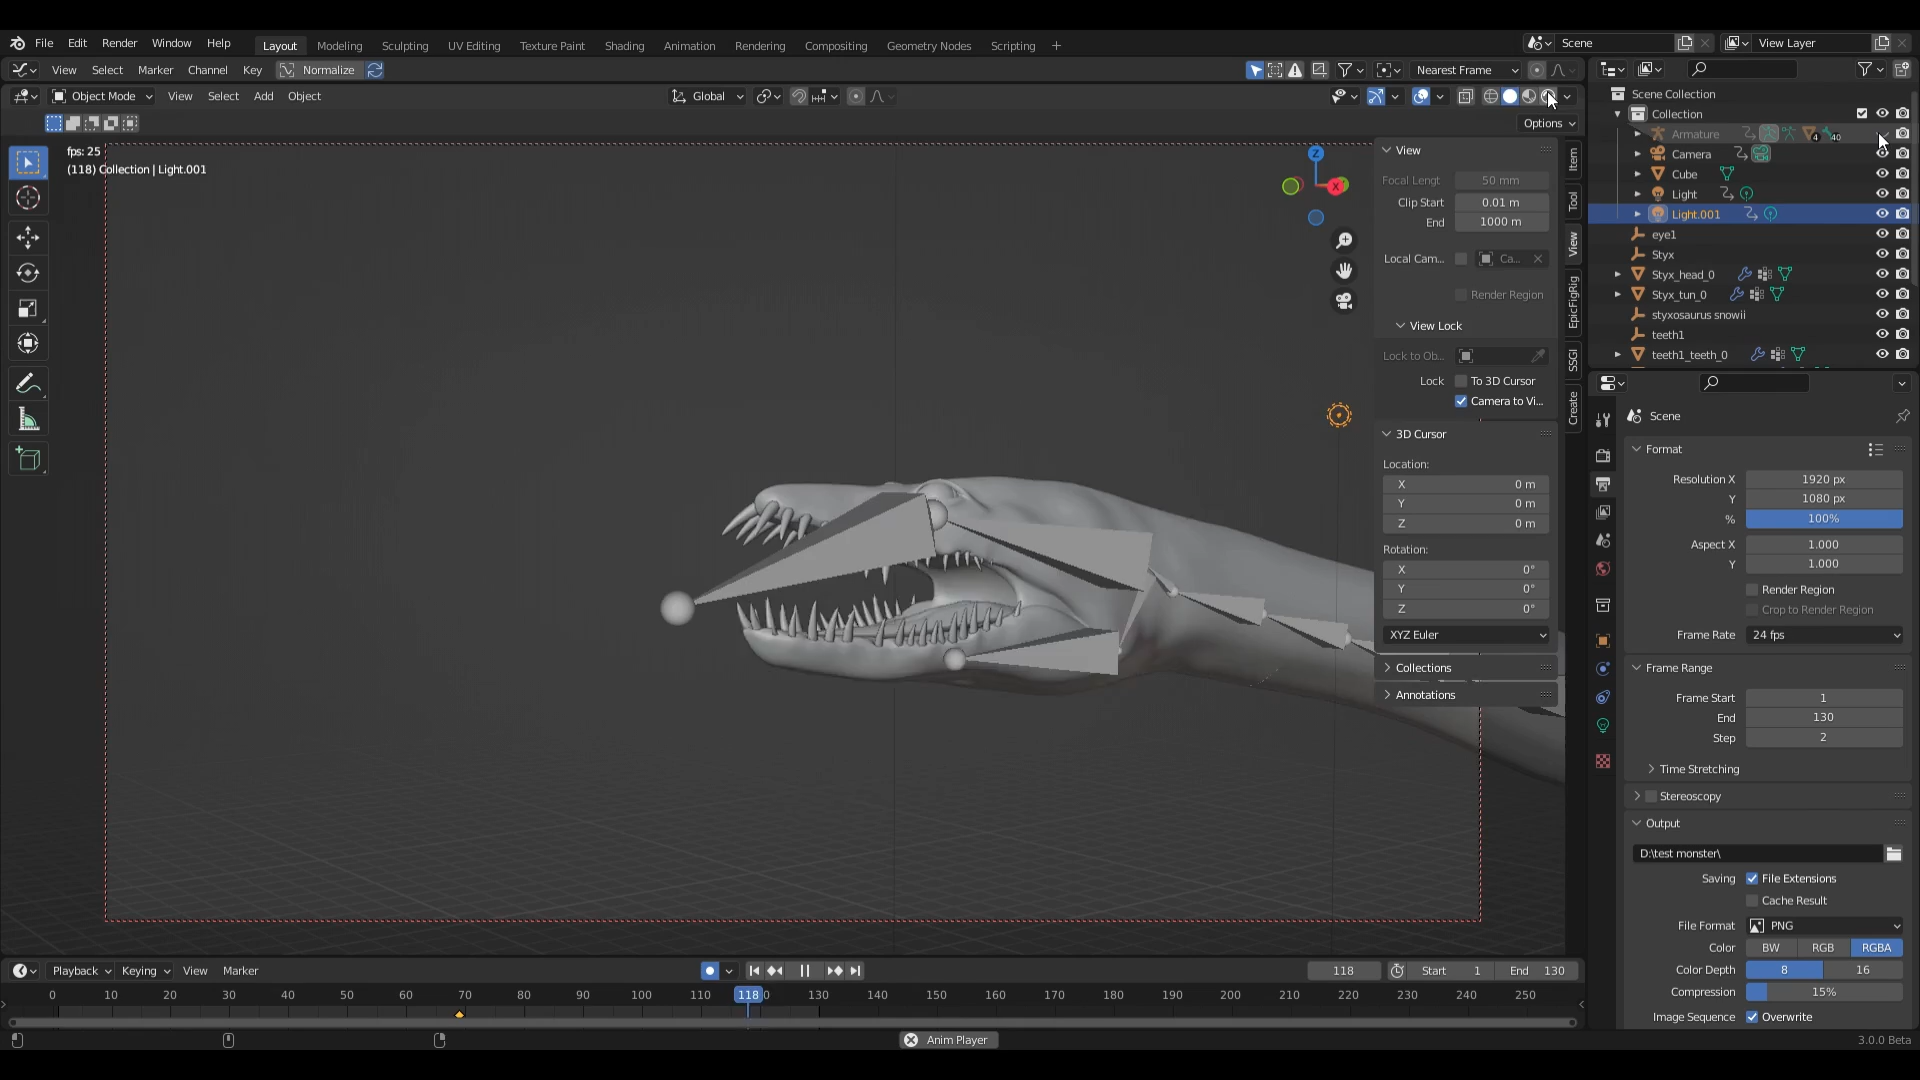 File Edit Render Window Help Layout Modeling Sculpting UV Editing Texture Paint Shading Animation Rendering Compositing Geometry Nodes Scripting + Scene View Layer
View Select Marker Channel Key Normalize Nearest Frame
Object Mode View Select Add Object Global
Options
fps: 25
(118) Collection | Light.001
Z
X
View
Focal Lengt 50 mm
Clip Start 0.01 m
End 1000 m
Local Cam... Ca...
Render Region
View Lock
Lock to Ob...
Lock To 3D Cursor
Camera to Vi...
3D Cursor
Location:
X 0 m
Y 0 m
Z 0 m
Rotation:
X 0°
Y 0°
Z 0°
XYZ Euler
Collections
Annotations
Item
Tool
View
EpicFigRig
SSGI
Create
Scene Collection
Collection
Armature 4 40
Camera
Cube
Light
Light.001
eye1
Styx
Styx_head_0
Styx_tun_0
styxosaurus snowii
teeth1
teeth1_teeth_0
Scene
Format
Resolution X 1920 px
Y 1080 px
% 100%
Aspect X 1.000
Y 1.000
Render Region
Crop to Render Region
Frame Rate 24 fps
Frame Range
Frame Start 1
End 130
Step 2
Time Stretching
Stereoscopy
Output
D:\test monster\
Saving File Extensions
Cache Result
File Format PNG
Color BW RGB RGBA
Color Depth 8 16
Compression 15%
Image Sequence Overwrite
Playback Keying View Marker 118 Start 1 End 130
0 10 20 30 40 50 60 70 80 90 100 110 118 0 130 140 150 160 170 180 190 200 210 220 230 240 250
Anim Player
3.0.0 Beta